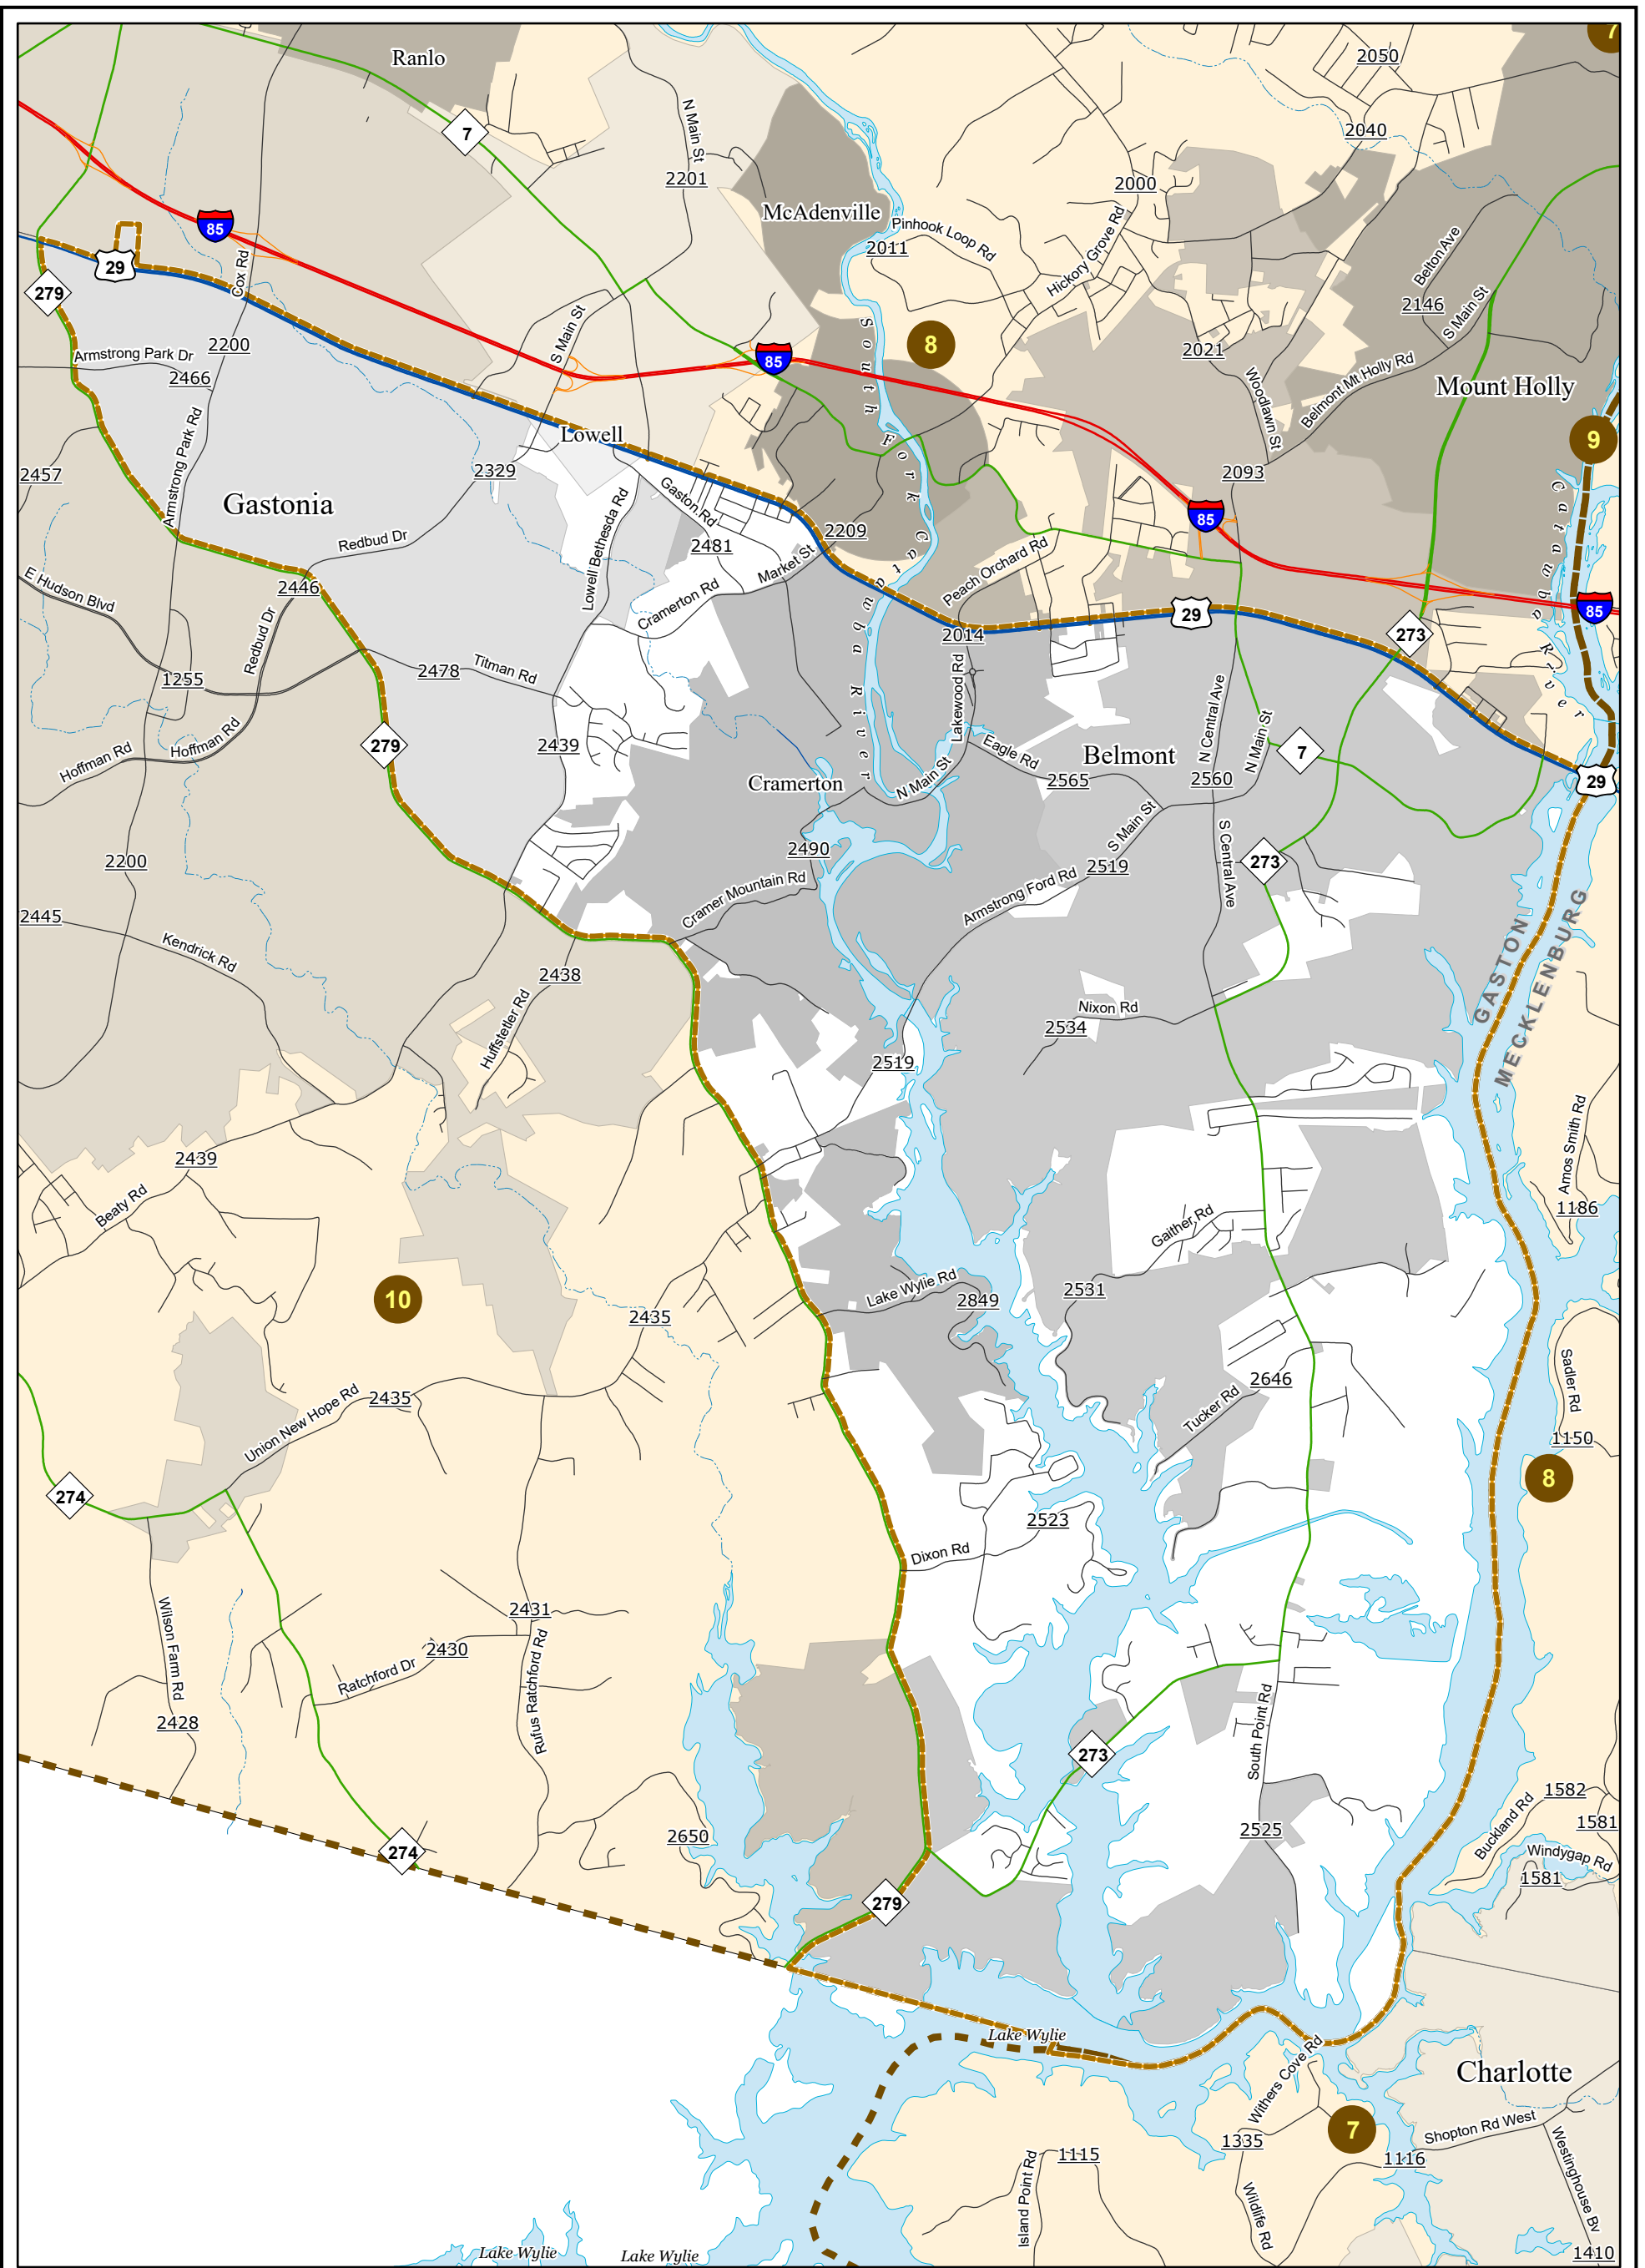 7
Ranlo
2050
7
N Main St
2040
2201
2000
McAdenville
85
Pinhook Loop Rd
2011
Hickory Grove Rd
Belton Ave
29
Cox Rd
279
2146
S Main St
S Main St
8
2200
Armstrong Park Dr
2466
South Fork Catawba River
85
2021
Woodlawn St
Belmont Mt Holly Rd
Mount Holly
Lowell
9
2457
Armstrong Park Rd
2329
2093
Gastonia
Gaston Rd
Lowell Bethesda Rd
85
Catawba River
2209
Redbud Dr
2481
Market St
Peach Orchard Rd
E Hudson Blvd
2446
Cramerton Rd
29
85
Redbud Dr
2014
273
1255
2478
Titman Rd
Lakewood Rd
N Central Ave
N Main St
Hoffman Rd
Hoffman Rd
279
2439
Eagle Rd
Belmont
7
Cramerton
N Main St
2565
2560
29
S Main St
2490
S Central Ave
2200
273
2519
Cramer Mountain Rd
Armstrong Ford Rd
2445
Kendrick Rd
GASTON
MECKLENBURG
2438
Huffstetler Rd
Nixon Rd
2534
2519
Amos Smith Rd
2439
Beaty Rd
1186
Gaither Rd
10
Lake Wylie Rd
2849
2531
2435
Sadler Rd
2435
Union New Hope Rd
2646
Tucker Rd
1150
274
8
2523
Dixon Rd
Wilson Farm Rd
2431
2430
Ratchford Dr
Rufus Ratchford Rd
2428
South Point Rd
273
1582
Buckland Rd
1581
2650
274
2525
Windygap Rd
1581
279
Lake Wylie
Withers Cove Rd
Charlotte
7
Shopton Rd West
1335
1115
Island Point Rd
1116
Wildlife Rd
Westinghouse Bv
Lake Wylie
Lake Wylie
1410